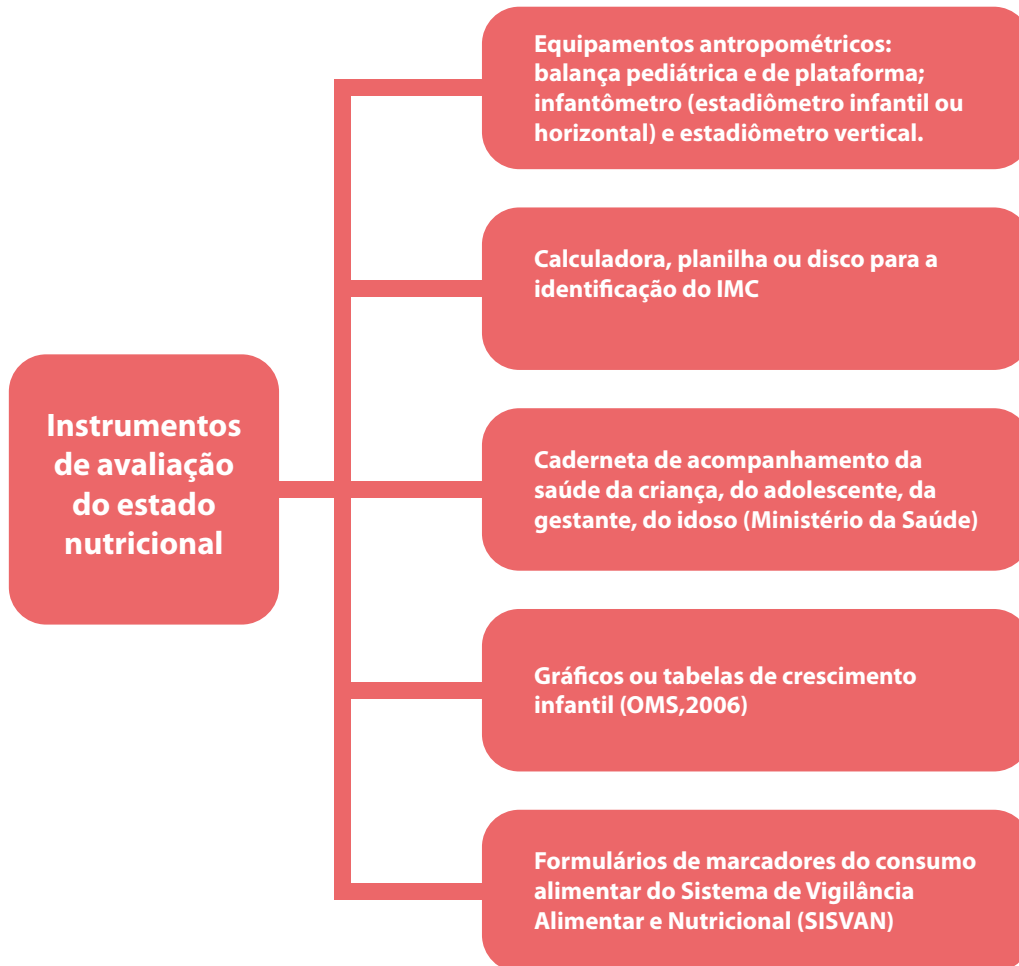 Instrumentos
de avaliação
do estado
nutricional
Equipamentos antropométricos:
balança pediátrica e de plataforma;
infantômetro (estadiômetro infantil ou
horizontal) e estadiômetro vertical.
Calculadora, planilha ou disco para a
identificação do IMC
Caderneta de acompanhamento da
saúde da criança, do adolescente, da
gestante, do idoso (Ministério da Saúde)
Gráficos ou tabelas de crescimento
infantil (OMS,2006)
Formulários de marcadores do consumo
alimentar do Sistema de Vigilância
Alimentar e Nutricional (SISVAN)